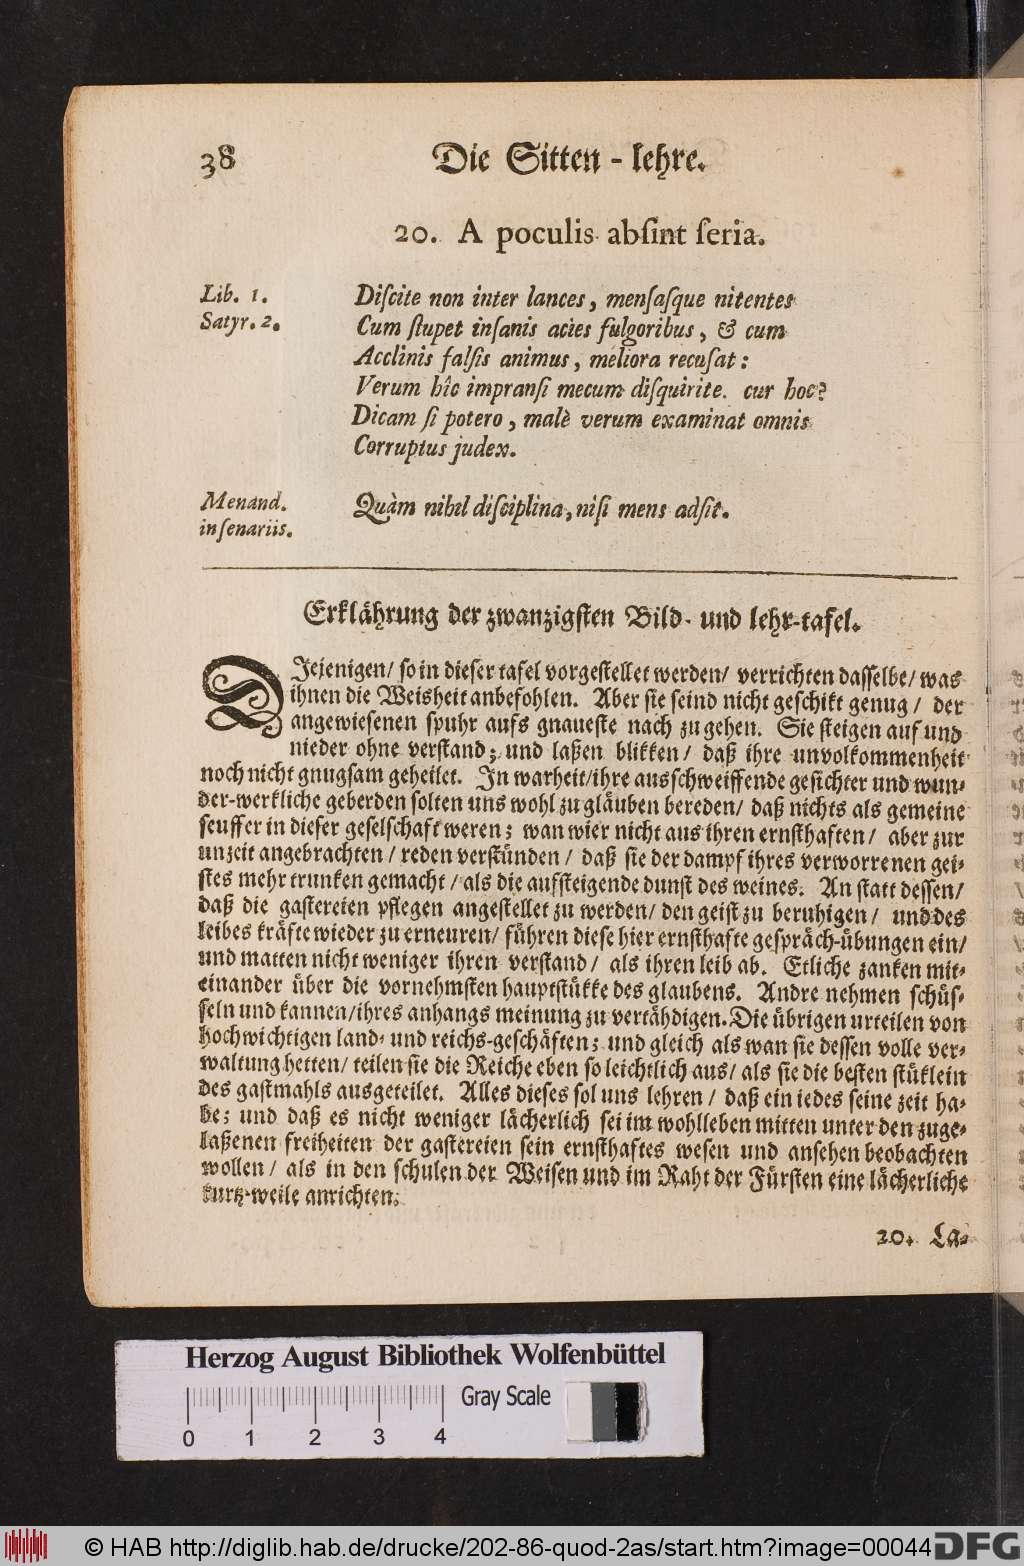 38 Die Sitten-lehre.
20. A poculis abſint ſeria.
Lib. 1.
Satyr. 2.
Diſcite non inter lances, menſaſque nitentes
Cum ſtupet inſanis acies fulgoribus, & cum
Acclinis falſis animus, meliora recuſat:
Verum hîc impranſi mecum diſquirite. cur hoc?
Dicam ſi potero, malè verum examinat omnis
Corruptus judex.
Menand.
in ſenariis.
Quàm nihil diſciplina, niſi mens adſit.
Erklährung der zwanzigſten Bild- und lehr-tafel.
DIejenigen/ ſo in dieſer tafel vorgeſtellet werden/ verrichten daſſelbe/ was
ihnen die Weisheit anbefohlen. Aber ſie ſeind nicht geſchikt genug/ der
angewieſenen ſpuhr aufs gnaueſte nach zu gehen. Sie ſteigen auf und
nieder ohne verſtand; und laßen blikken/ daß ihre unvolkommenheit
noch nicht gnugſam geheilet. In warheit/ ihre ausſchweiffende geſichter und wun-
der-werkliche geberden ſolten uns wohl zu gläuben bereden/ daß nichts als gemeine
ſeuffer in dieſer geſelſchaft weren; wan wier nicht aus ihren ernſthaften/ aber zur
unzeit angebrachten/ reden verſtünden/ daß ſie der dampf ihres verworrenen gei-
ſtes mehr trunken gemacht/ als die aufſteigende dunſt des weines. An ſtatt deſſen/
daß die gaſtereien pflegen angeſtellet zu werden/ den geiſt zu beruhigen/ und des
leibes kräfte wieder zu erneuren/ führen dieſe hier ernſthafte geſpräch-übungen ein/
und matten nicht weniger ihren verſtand/ als ihren leib ab. Etliche zanken mit-
einander über die vornehmſten hauptſtükke des glaubens. Andre nehmen ſchüſ-
ſeln und kannen/ ihres anhangs meinung zu vertähdigen. Die übrigen urteilen von
hochwichtigen land- und reichs-geſchäften; und gleich als wan ſie deſſen volle ver-
waltung hetten/ teilen ſie die Reiche eben ſo leichtlich aus/ als ſie die beſten ſtüklein
des gaſtmahls ausgeteilet. Alles dieſes ſol uns lehren/ daß ein iedes ſeine zeit ha-
be; und daß es nicht weniger lächerlich ſei im wohlleben mitten unter den zuge-
laßenen freiheiten der gaſtereien ſein ernſthaftes weſen und anſehen beobachten
wollen/ als in den ſchulen der Weiſen und im Raht der Fürſten eine lächerliche
kurtz-weile anrichten.
20. La-
Herzog August Bibliothek Wolfenbüttel
Gray Scale
0 1 2 3 4
© HAB http://diglib.hab.de/drucke/202-86-quod-2as/start.htm?image=00044
DFG